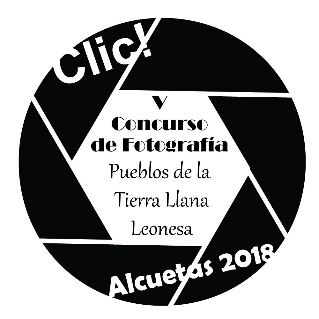 Clic!
V
Concurso
de Fotografía
Pueblos de la
Tierra Llana
Leonesa
Alcuetas 2018